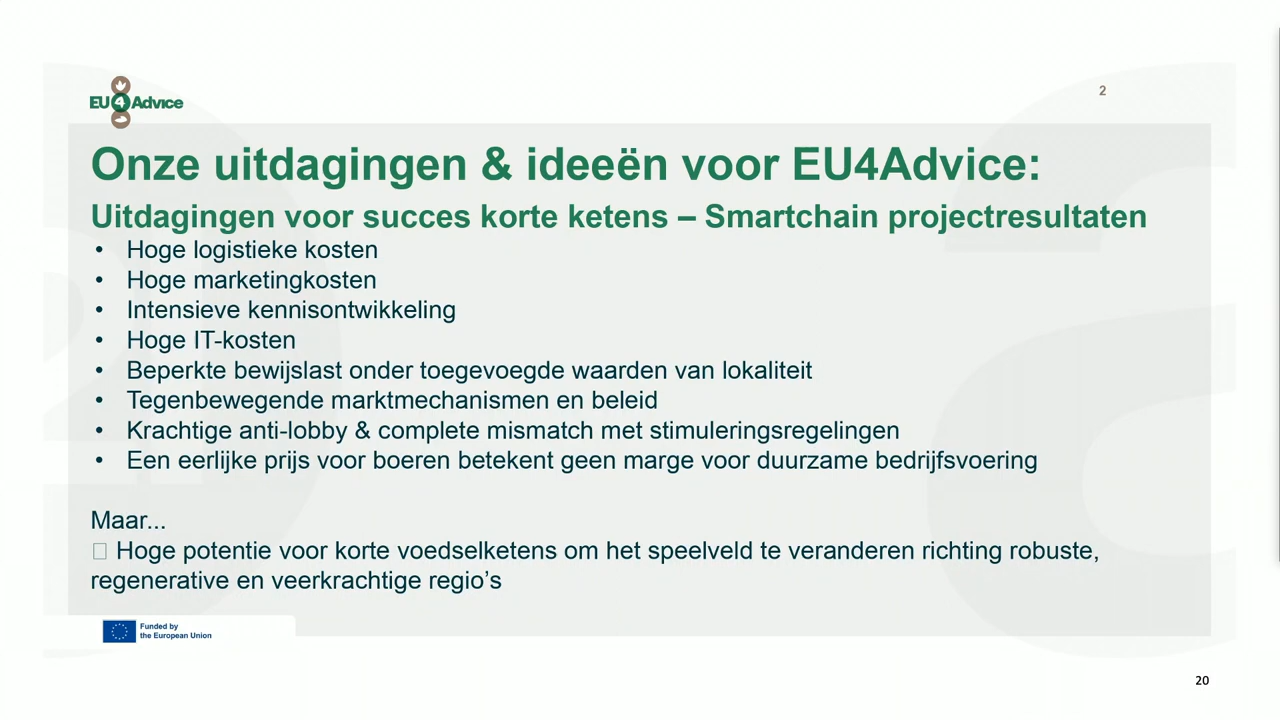 EU4Advice
2
Onze uitdagingen & ideeën voor EU4Advice:
Uitdagingen voor succes korte ketens – Smartchain projectresultaten
• Hoge logistieke kosten
• Hoge marketingkosten
• Intensieve kennisontwikkeling
• Hoge IT-kosten
• Beperkte bewijslast onder toegevoegde waarden van lokaliteit
• Tegenbewegende marktmechanismen en beleid
• Krachtige anti-lobby & complete mismatch met stimuleringsregelingen
• Een eerlijke prijs voor boeren betekent geen marge voor duurzame bedrijfsvoering
Maar...
Hoge potentie voor korte voedselketens om het speelveld te veranderen richting robuste,
regenerative en veerkrachtige regio’s
Funded by
the European Union
20